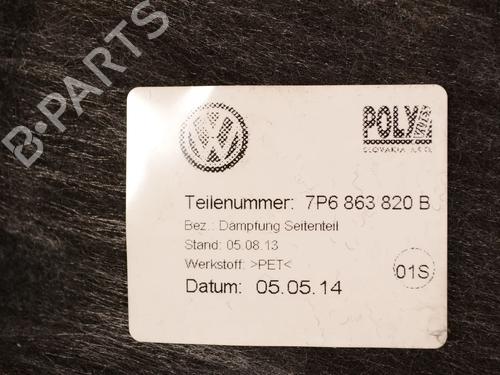 B-PARTS
POLY
SLOVAKIA s.r.o.
Teilenummer: 7P6 863 820 B
Bez.: Dämpfung Seitenteil
Stand: 05.08.13
Werkstoff: >PET<
01S
Datum: 05.05.14